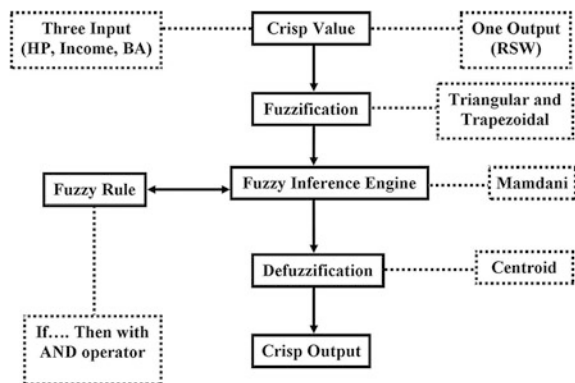 Three Input
(HP, Income, BA)
Crisp Value
One Output
(RSW)
Fuzzification
Triangular and
Trapezoidal
Fuzzy Rule
Fuzzy Inference Engine
Mamdani
Defuzzification
Centroid
If…. Then with
AND operator
Crisp Output